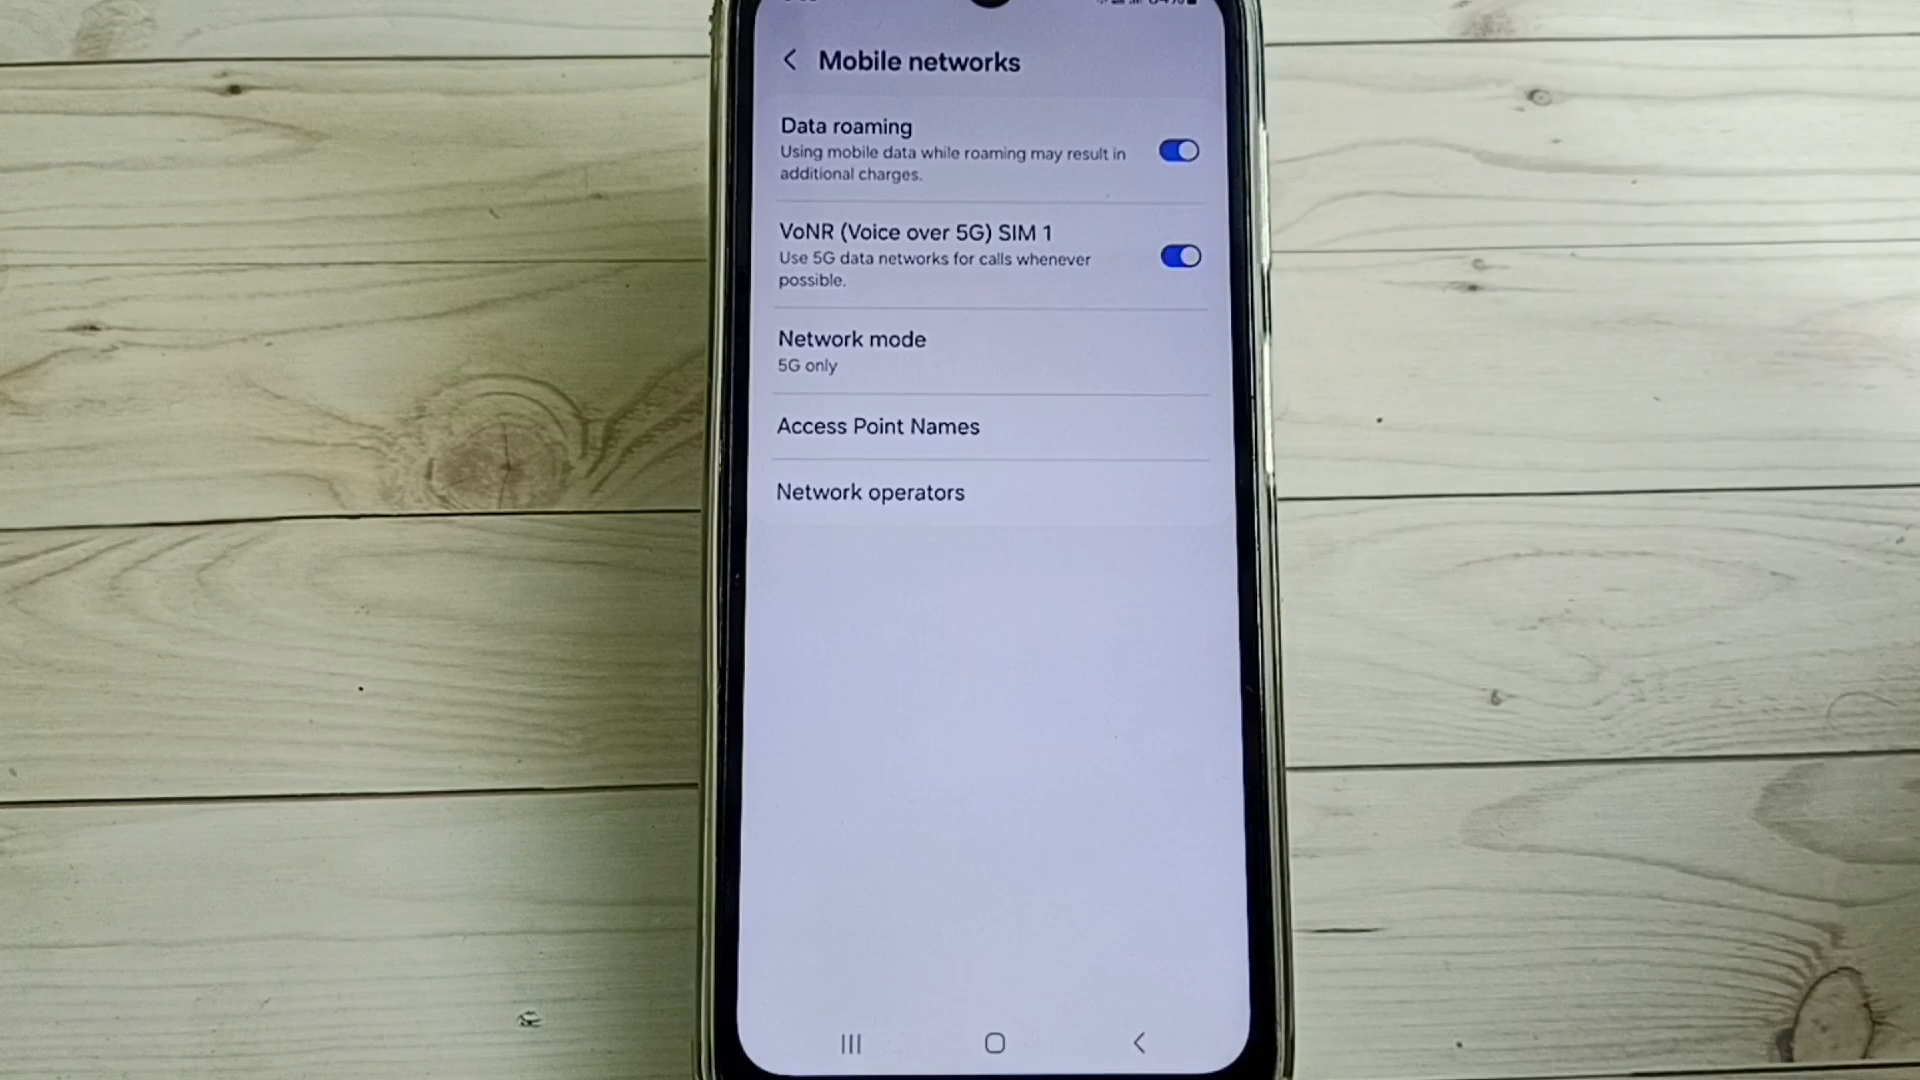 Mobile networks
Data roaming
Using mobile data while roaming may result in
additional charges.
VoNR (Voice over 5G) SIM 1
Use 5G data networks for calls whenever
possible.
Network mode
5G only
Access Point Names
Network operators